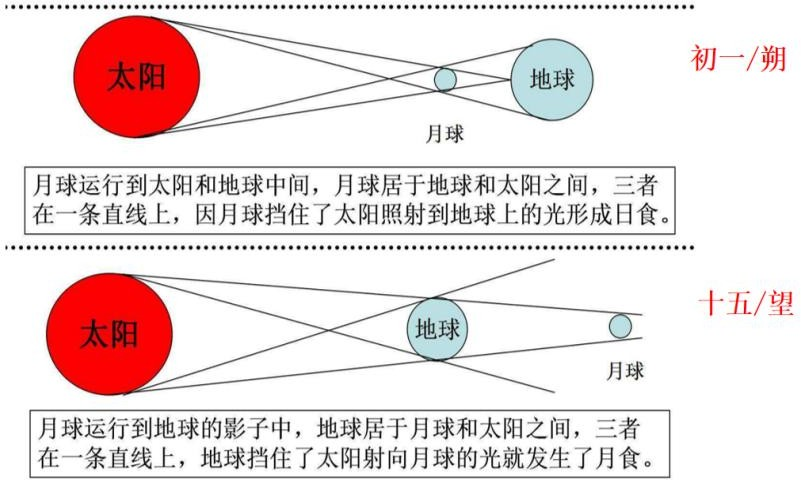 太阳
地球
月球
初一/朔
月球运行到太阳和地球中间，月球居于地球和太阳之间，三者
在一条直线上，因月球挡住了太阳照射到地球上的光形成日食。
太阳
地球
月球
十五/望
月球运行到地球的影子中，地球居于月球和太阳之间，三者
在一条直线上，地球挡住了太阳射向月球的光就发生了月食。